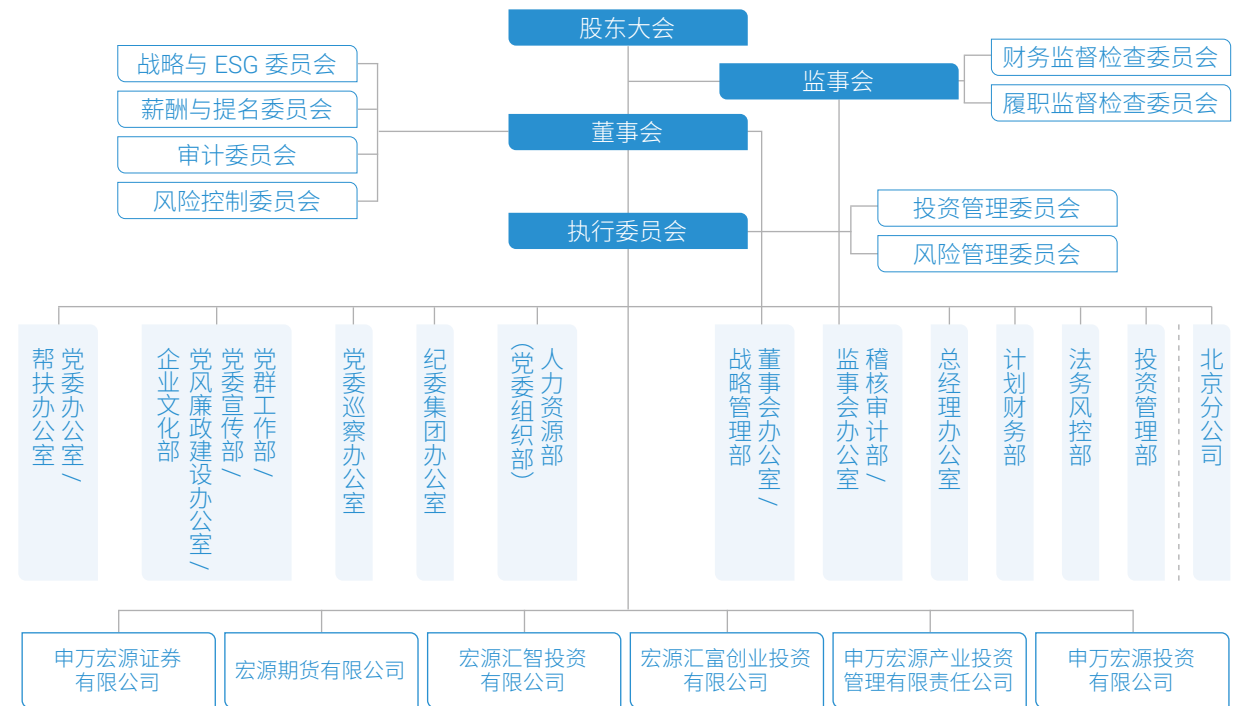 股东大会
战略与 ESG 委员会
薪酬与提名委员会
审计委员会
风险控制委员会
监事会
财务监督检查委员会
履职监督检查委员会
董事会
执行委员会
投资管理委员会
风险管理委员会
党委办公室/
帮扶办公室
党群工作部/
党委宣传部/
党风廉政建设办公室/
企业文化部
党委巡察办公室
纪委集团办公室
人力资源部
(党委组织部)
董事会办公室/
战略管理部
稽核审计部/
监事会办公室
总经理办公室
计划财务部
法务风控部
投资管理部
北京分公司
申万宏源证券
有限公司
宏源期货有限公司
宏源汇智投资
有限公司
宏源汇富创业投资
有限公司
申万宏源产业投资
管理有限责任公司
申万宏源投资
有限公司